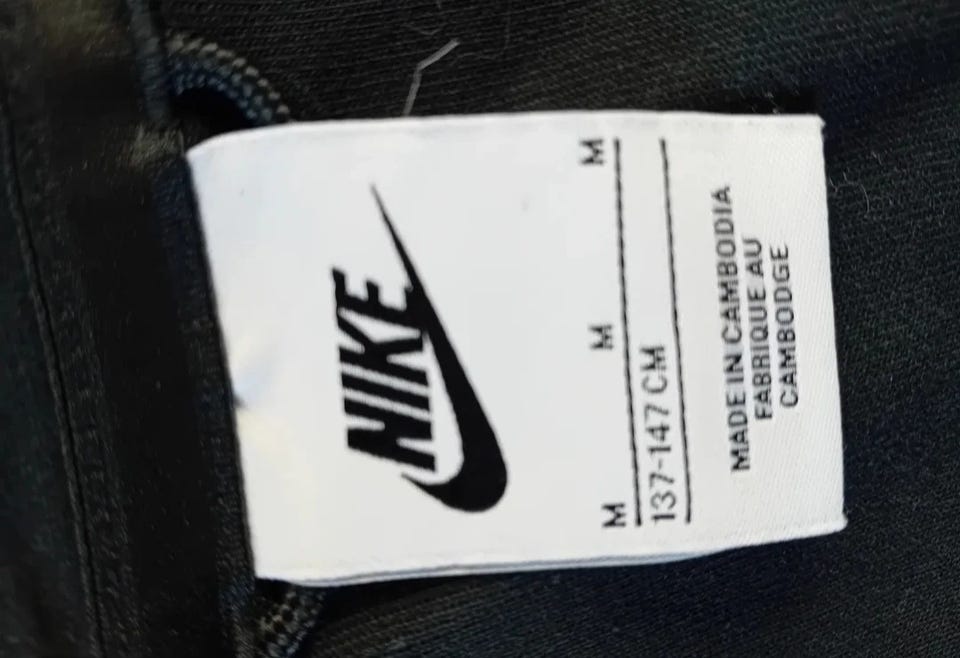 NIKE
M M M
137-147 CM
MADE IN CAMBODIA
FABRIQUE AU
CAMBODGE